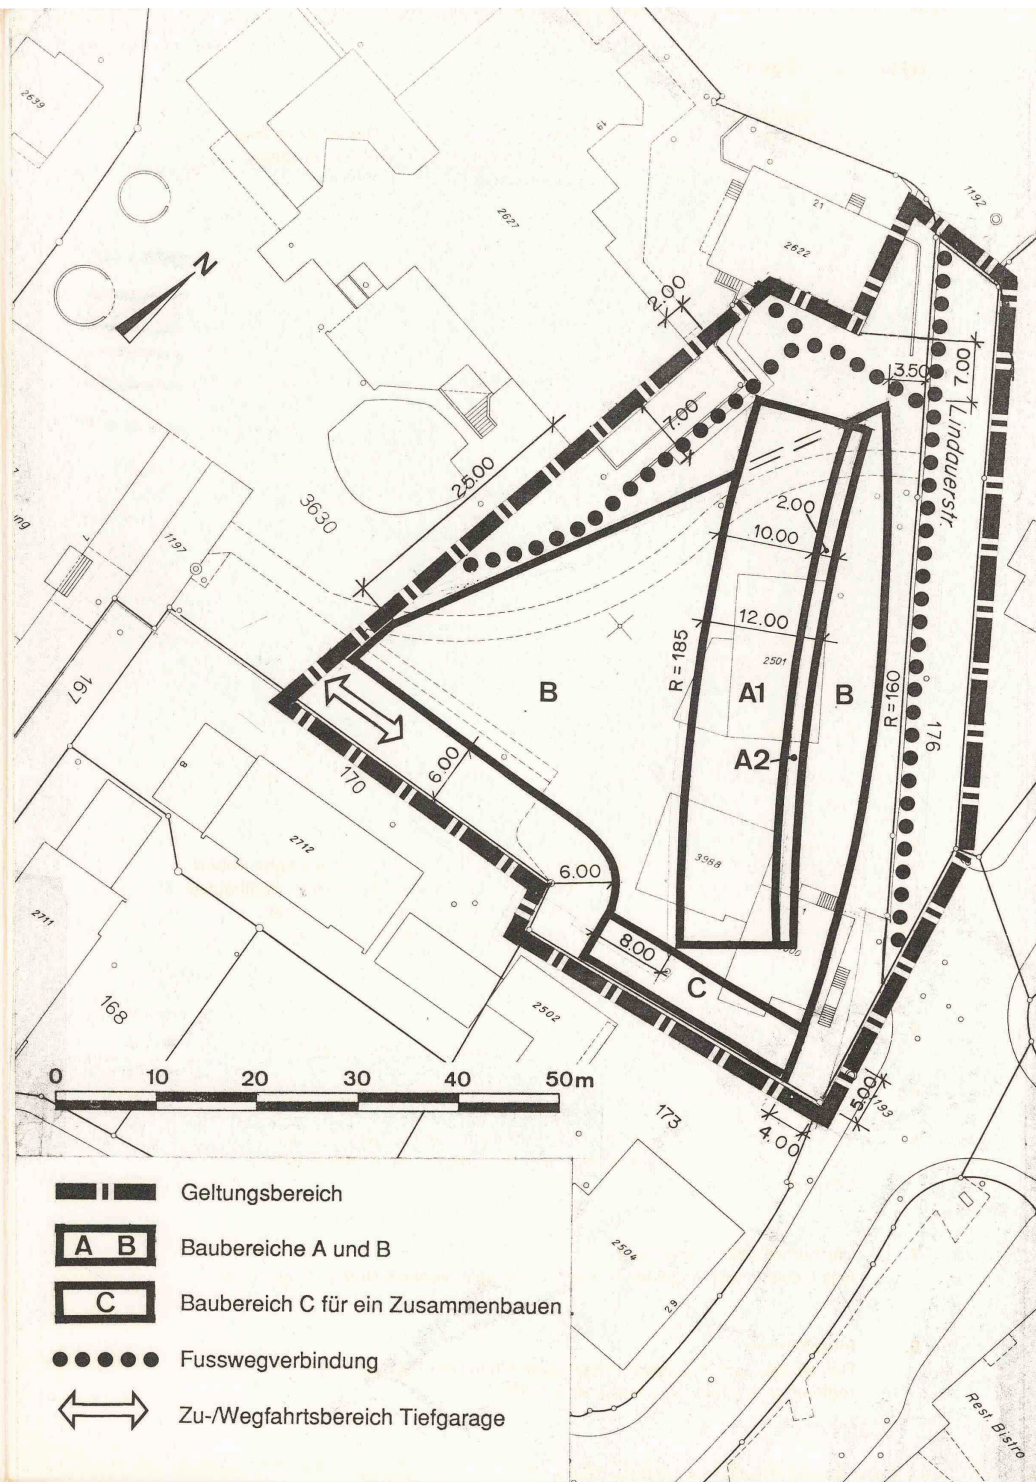 2639
19
1192
2627
21
2622
N
2.00
3.50
7.00
7.00
Lindauerstr.
25.00
3630
1197
2.00
10.00
12.00
R = 185
2501
167
B
A1
B
R = 160
A2
176
6.00
170
8
2712
3988
6.00
1
2711
8.00
C
168
2502
0 10 20 30 40 50m
5.00
1193
173
4.00
Geltungsbereich
A B
Baubereiche A und B
C
Baubereich C für ein Zusammenbauen
Fusswegverbindung
Zu-/Wegfahrtsbereich Tiefgarage
2504
29
Rest. Bistro